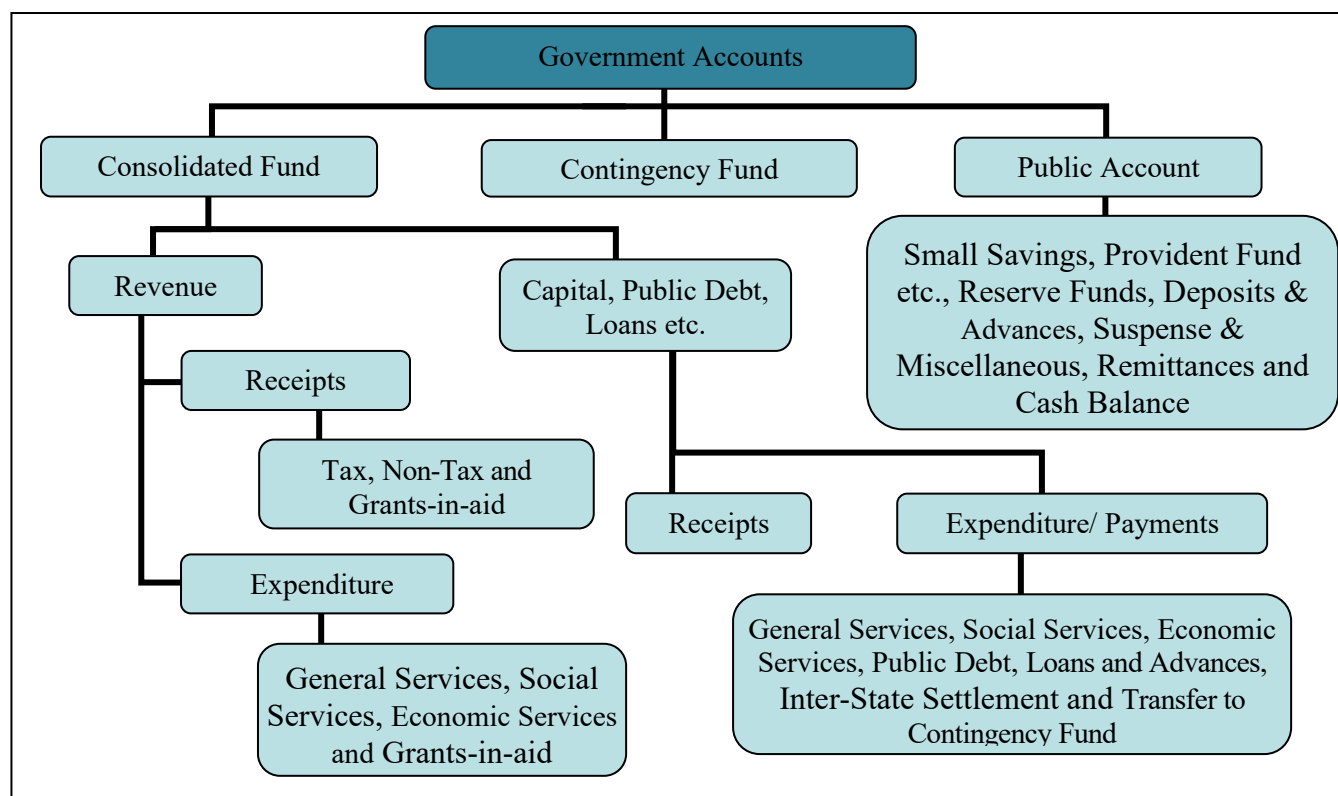 Government Accounts
Consolidated Fund
Contingency Fund
Public Account
Revenue
Capital, Public Debt,
Loans etc.
Small Savings, Provident Fund
etc., Reserve Funds, Deposits &
Advances, Suspense &
Miscellaneous, Remittances and
Cash Balance
Receipts
Tax, Non-Tax and
Grants-in-aid
Receipts
Expenditure/ Payments
Expenditure
General Services, Social
Services, Economic Services
and Grants-in-aid
General Services, Social Services, Economic
Services, Public Debt, Loans and Advances,
Inter-State Settlement and Transfer to
Contingency Fund